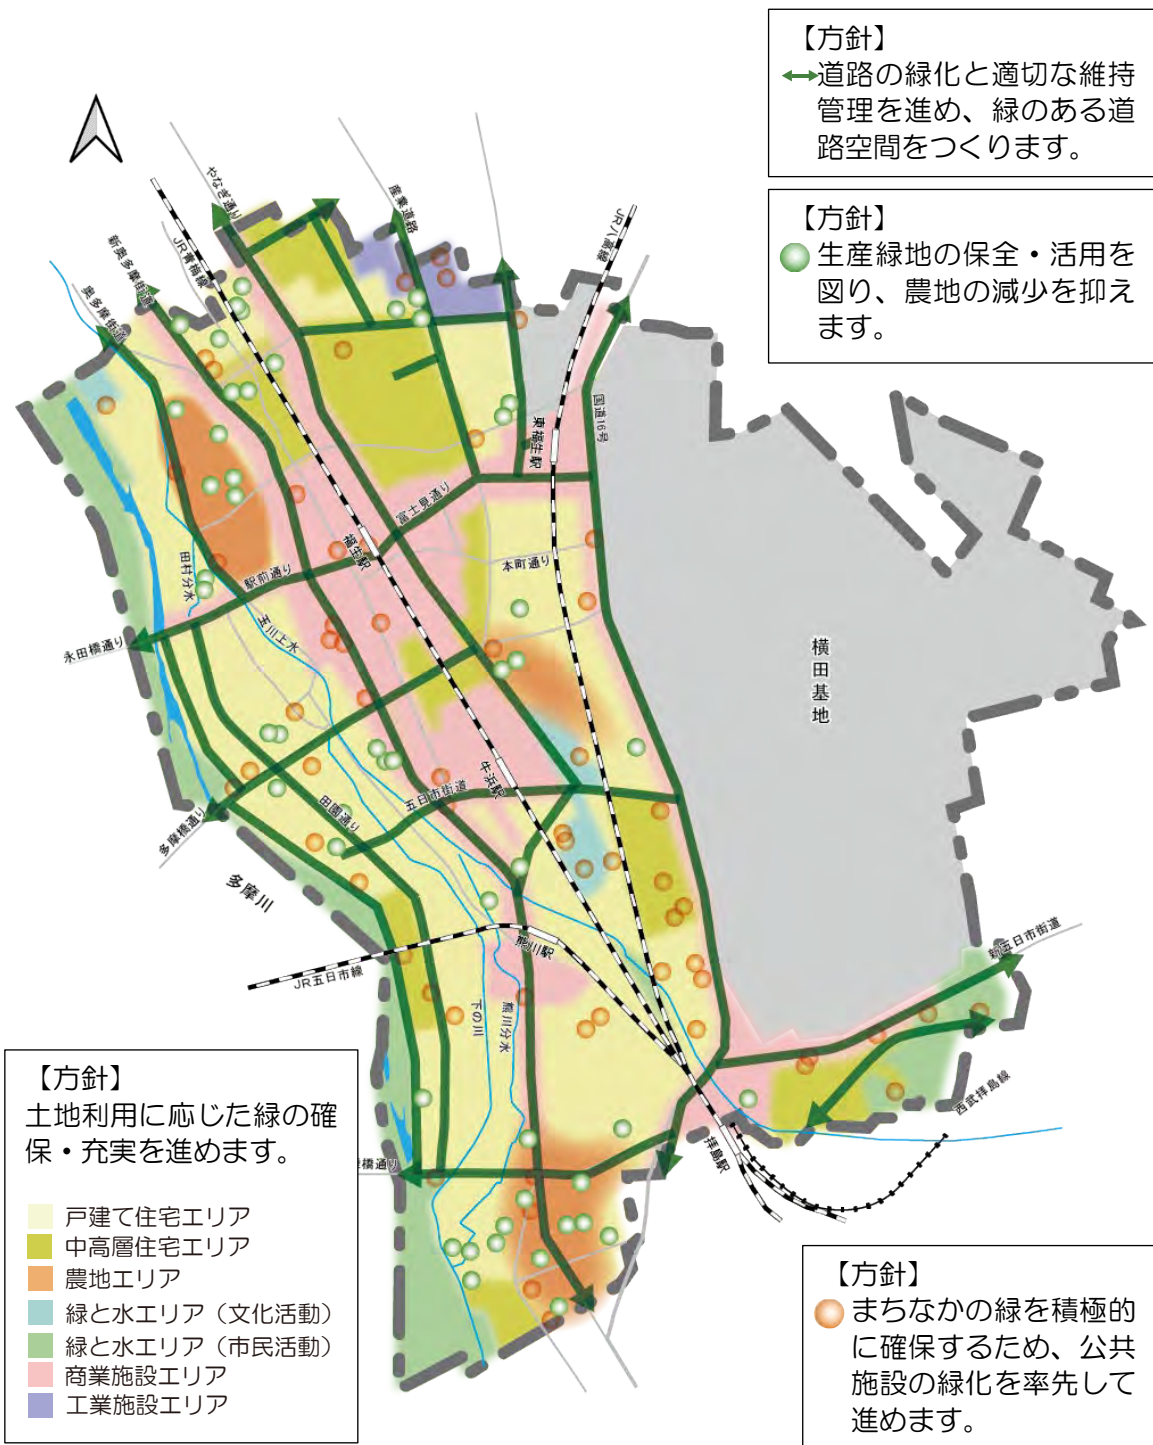 【方針】
道路の緑化と適切な維持
管理を進め、緑のある道
路空間をつくります。
【方針】
生産緑地の保全・活用を
図り、農地の減少を抑え
ます。
やなぎ通り
産業道路
JR八高線
JR青梅線
新奥多摩街道
奥多摩街道
国道16号
東福生駅
富士見通り
福生駅
本町通り
田村分水
駅前通り
玉川上水
永田橋通り
横田基地
牛浜駅
五日市街道
田園通り
多摩橋通り
多摩川
熊川駅
新五日市街道
JR五日市線
下の川
熊川分水
西武拝島線
拝島駅
橋通り
【方針】
土地利用に応じた緑の確
保・充実を進めます。
戸建て住宅エリア
中高層住宅エリア
農地エリア
緑と水エリア（文化活動）
緑と水エリア（市民活動）
商業施設エリア
工業施設エリア
【方針】
まちなかの緑を積極的
に確保するため、公共
施設の緑化を率先して
進めます。